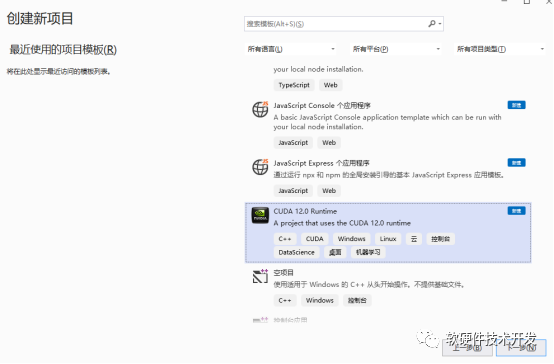 创建新项目
搜索模板(Alt+S)(S)
最近使用的项目模板(R)
所有语言(L)
所有平台(P)
所有项目类型(T)
将在此处显示最近访问的模板列表。
your local node installation.
TypeScript
Web
JavaScript Console 个应用程序
新建
A basic JavaScript Console application template which can be run with
your local node installation.
JavaScript
Web
JavaScript Express 个应用程序
新建
通过运行 npx 和 npm 的全局安装引导的基本 JavaScript Express 应用模板。
JavaScript
Web
CUDA 12.0 Runtime
新建
A project that uses the CUDA 12.0 runtime
C++
CUDA
Windows
Linux
云
控制台
DataScience
桌面
机器学习
空项目
使用适用于 Windows 的 C++ 从头开始操作。不提供基础文件。
C++
Windows
控制台
控制台应用
上一步(B)
下一步(N)
软硬件技术开发